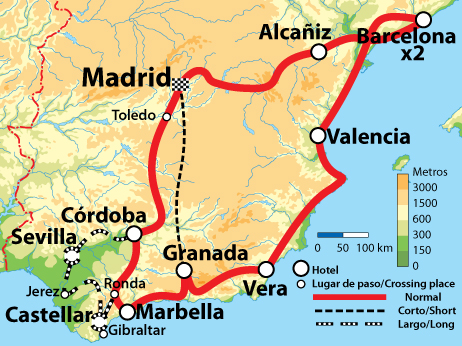 Alcañiz
Barcelona
x2
Madrid
Toledo
Valencia
Metros
3000
1500
600
300
150
0
Córdoba
Sevilla
0 50 100 km
Granada
Hotel
Vera
Lugar de paso/Crossing place
Jerez
Ronda
Normal
Castellar
Marbella
Corto/Short
Gibraltar
Largo/Long